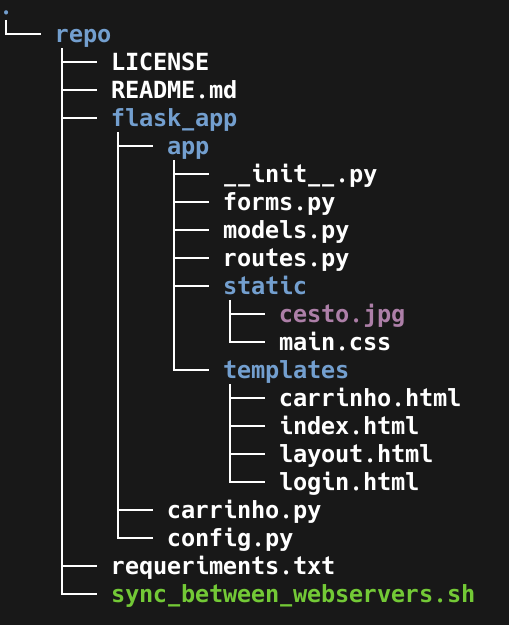 .
└── repo
    ├── LICENSE
    ├── README.md
    ├── flask_app
    │   ├── app
    │   │   ├── __init__.py
    │   │   ├── forms.py
    │   │   ├── models.py
    │   │   ├── routes.py
    │   │   ├── static
    │   │   │   ├── cesto.jpg
    │   │   │   └── main.css
    │   │   └── templates
    │   │       ├── carrinho.html
    │   │       ├── index.html
    │   │       ├── layout.html
    │   │       └── login.html
    │   ├── carrinho.py
    │   └── config.py
    ├── requeriments.txt
    └── sync_between_webservers.sh